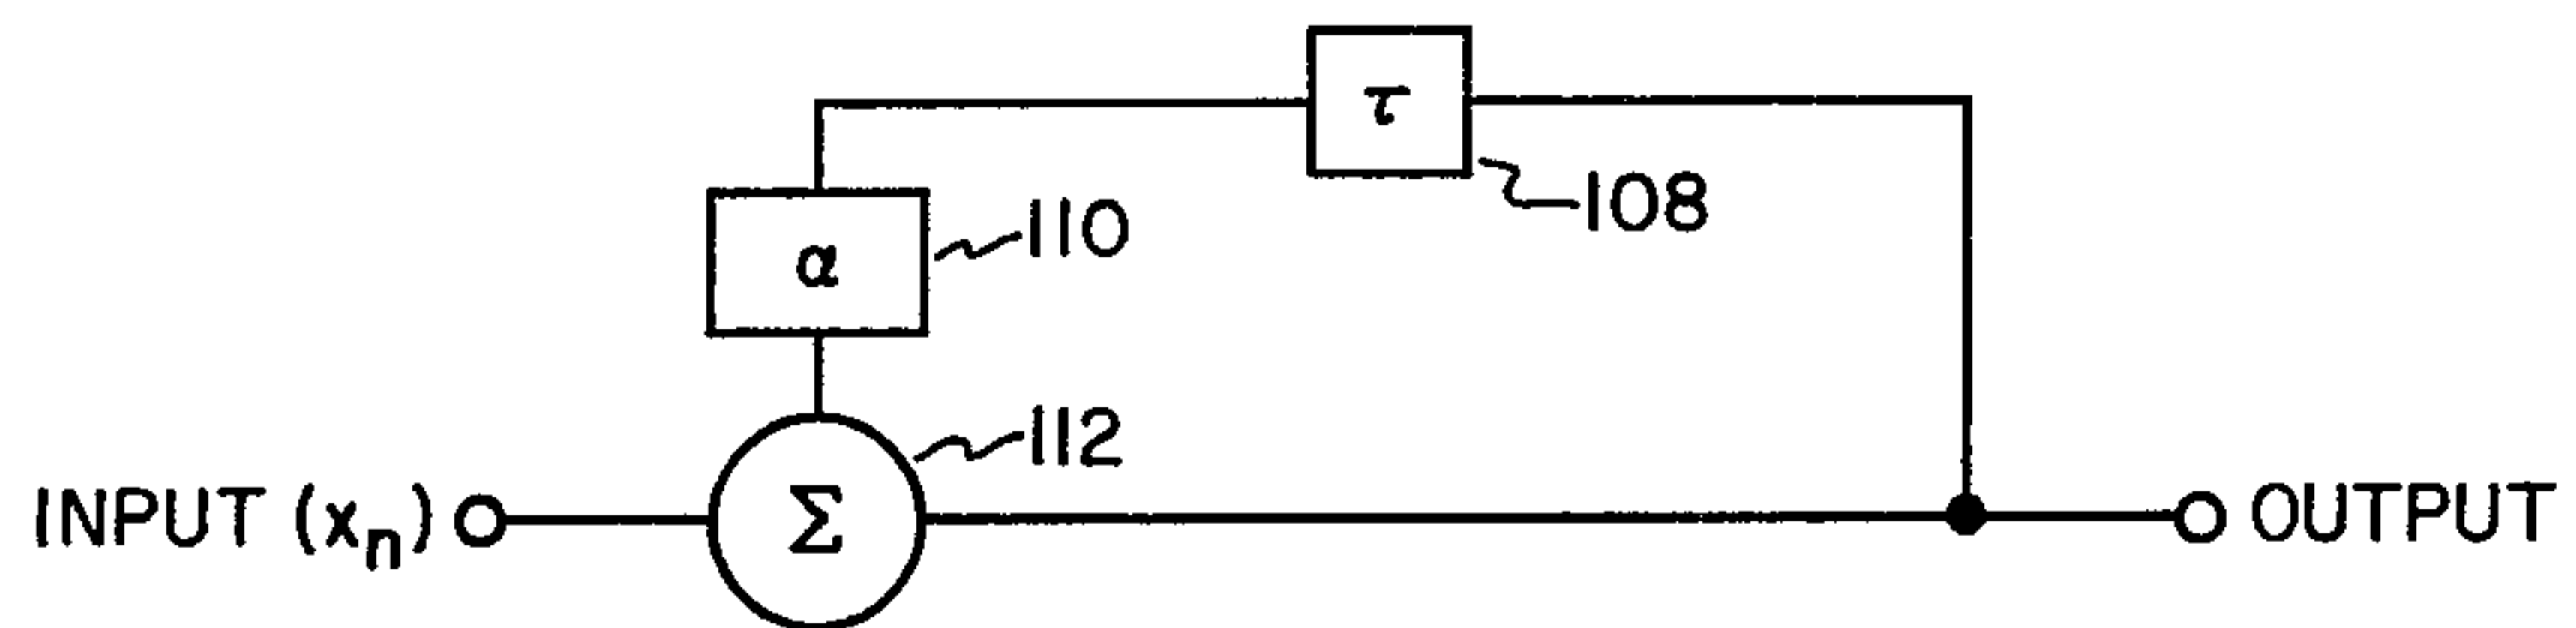 τ
108
110
α
112
INPUT (xn) Σ OUTPUT